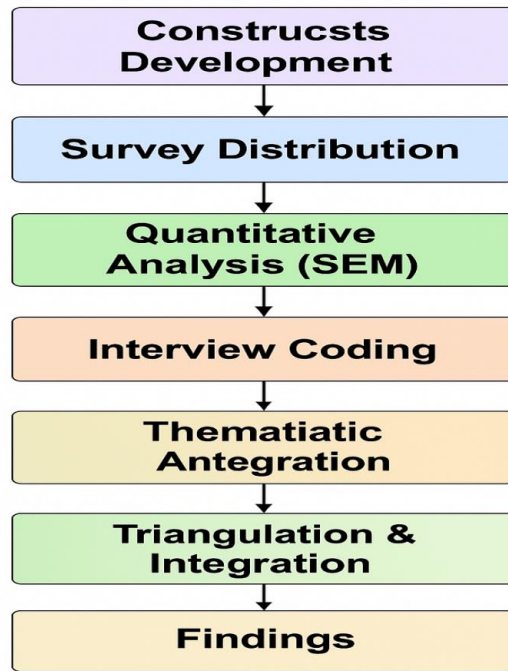 Construcsts
Development
Survey Distribution
Quantitative
Analysis (SEM)
Interview Coding
Thematiatic
Antegration
Triangulation &
Integration
Findings